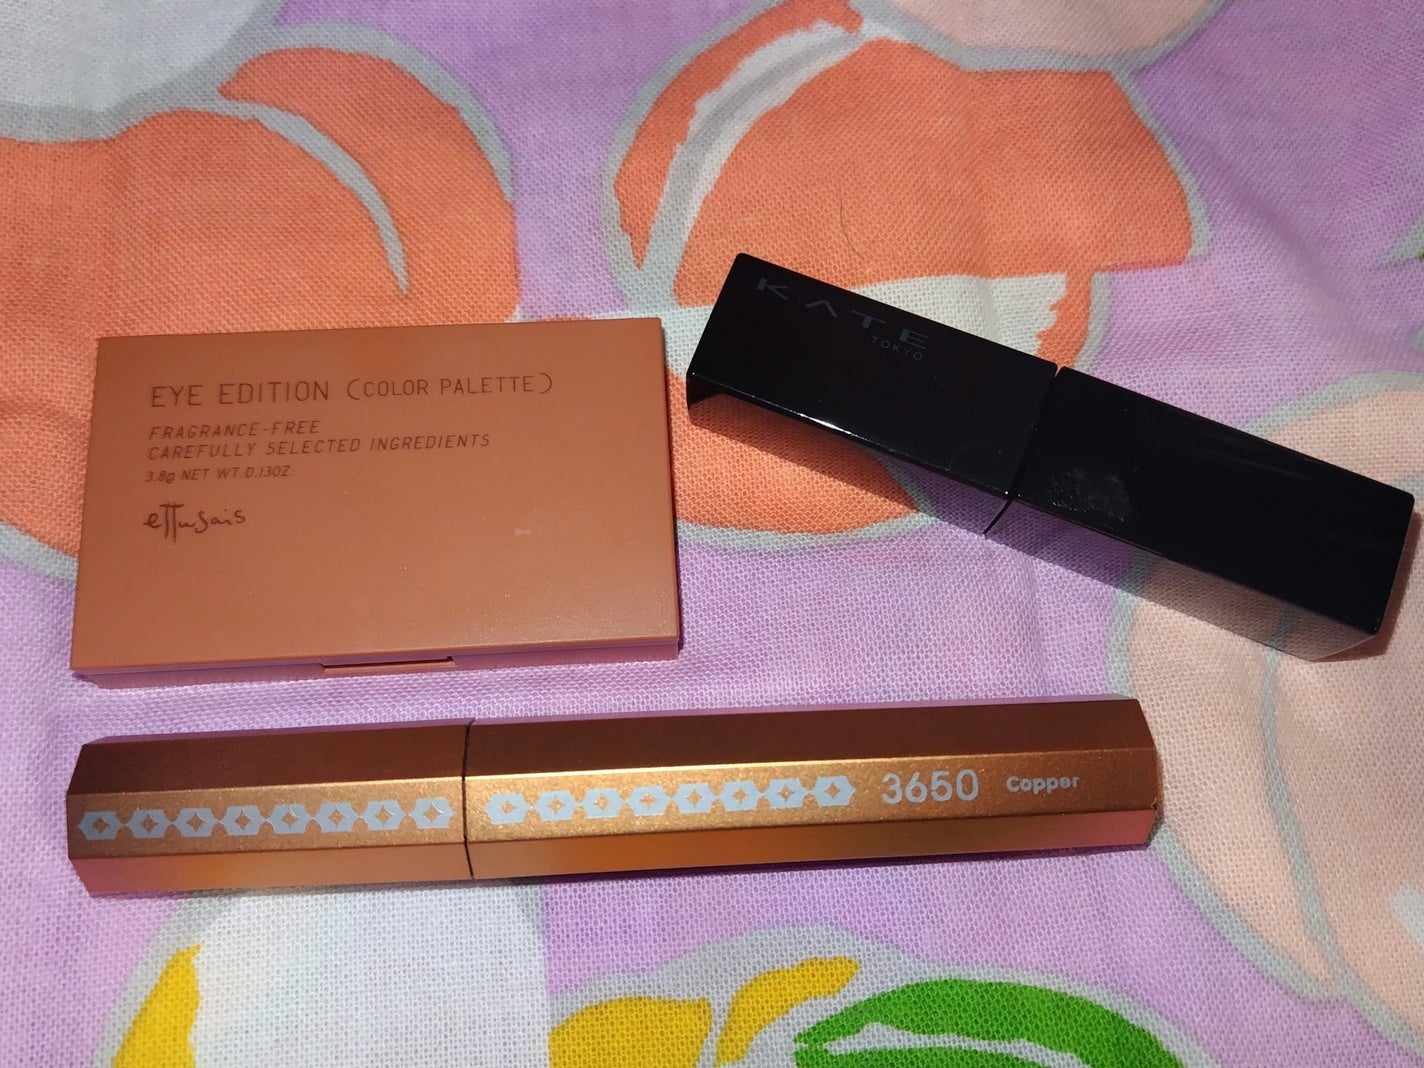 EYE EDITION (COLOR PALETTE)
FRAGRANCE-FREE
CAREFULLY SELECTED INGREDIENTS
3.8g NET WT.0.13OZ.
ettusais
KATE
TOKYO
3650 Copper